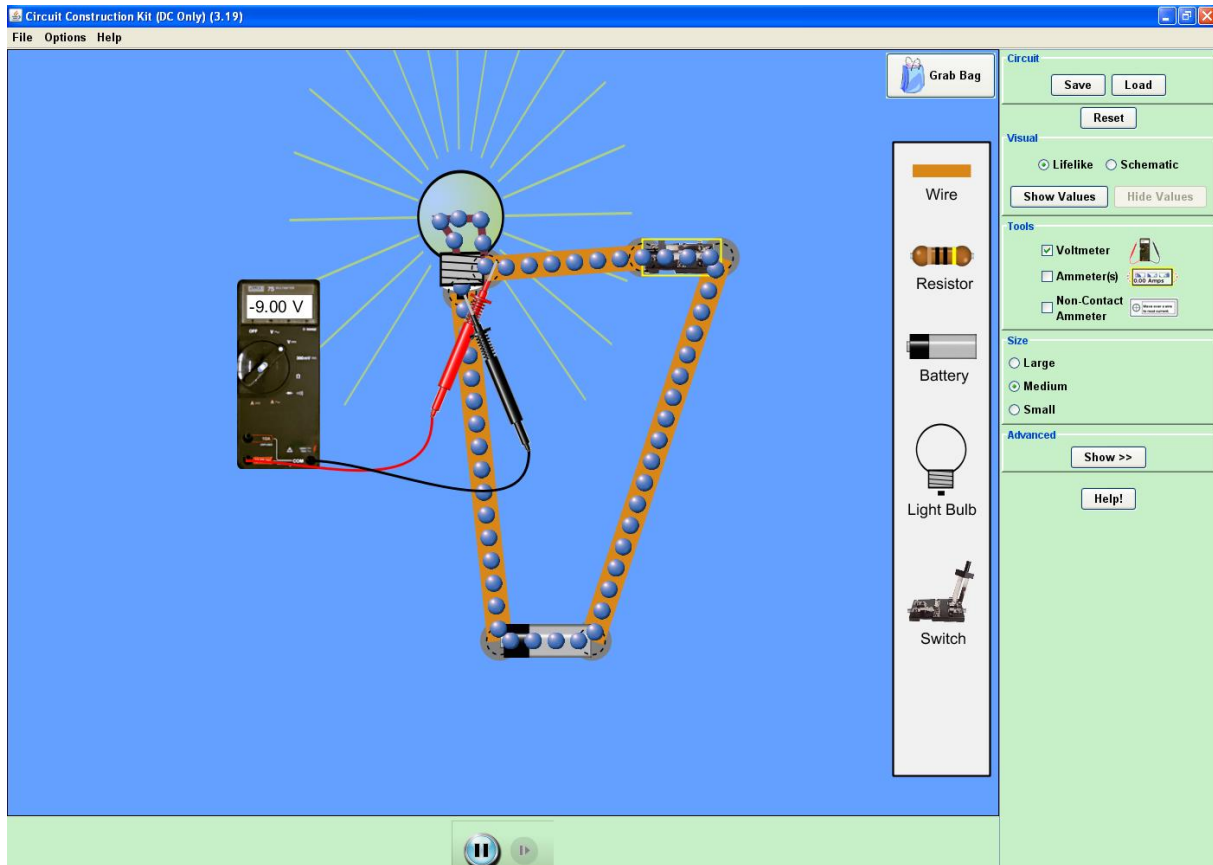 Circuit Construction Kit (DC Only) (3.19)
File Options Help
Grab Bag
Wire
Resistor
Battery
Light Bulb
Switch
-9.00 V
OFF
COM
Circuit
Save Load
Reset
Visual
Lifelike Schematic
Show Values Hide Values
Tools
Voltmeter
Ammeter(s)
0.00 Amps
Non-Contact
Ammeter
Size
Large
Medium
Small
Advanced
Show >>
Help!